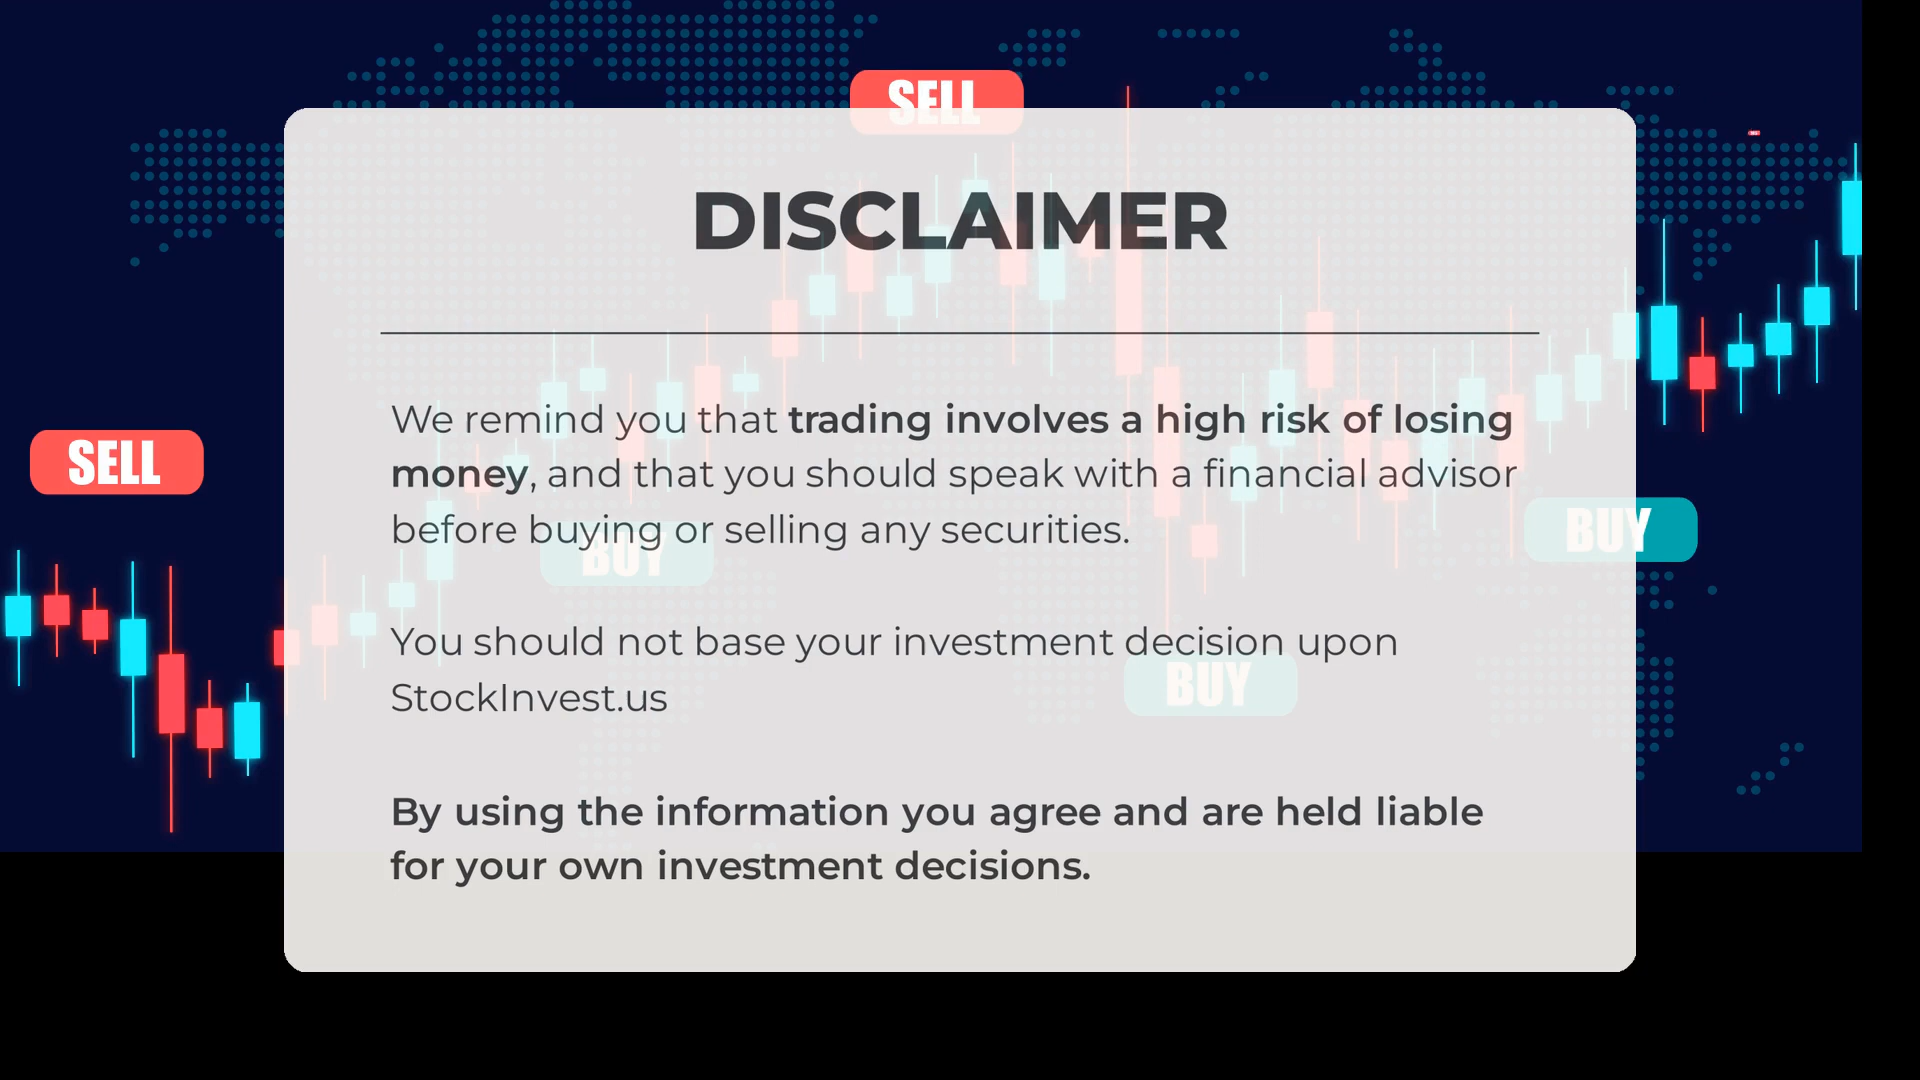 SELL
DISCLAIMER
We remind you that trading involves a high risk of losing
money, and that you should speak with a financial advisor
before buying or selling any securities.
SELL
BUY
BUY
You should not base your investment decision upon
StockInvest.us
BUY
By using the information you agree and are held liable
for your own investment decisions.